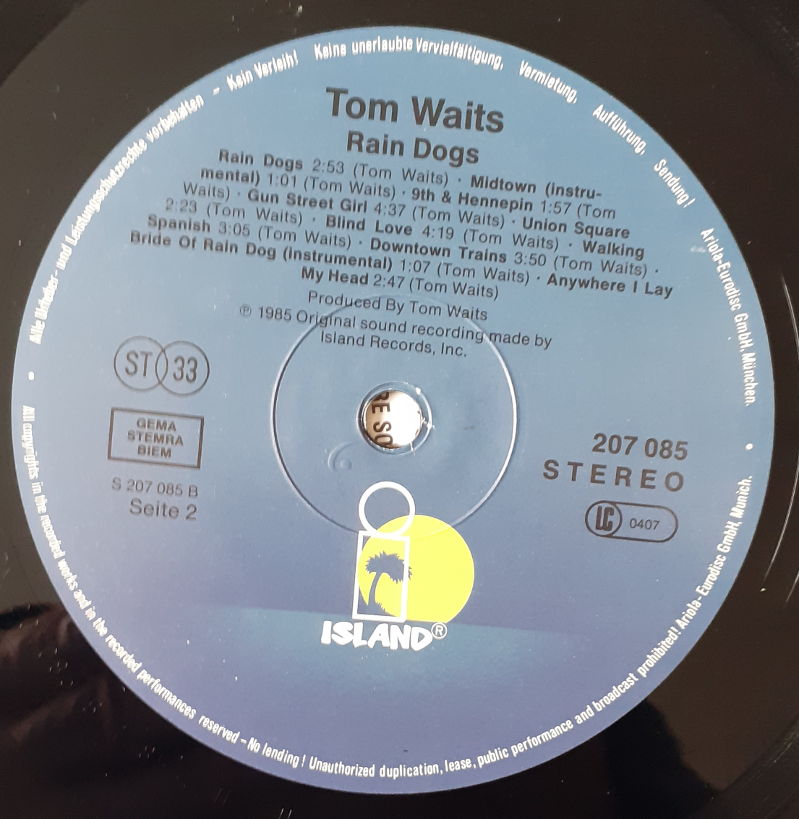 Alle Urheber- und Leistungsschutzrechte vorbehalten – Kein Verleih! Keine unerlaubte Vervielfältigung, Vermietung, Aufführung, Sendung! Ariola-Eurodisc GmbH, München.
Tom Waits
Rain Dogs
Rain Dogs 2:53 (Tom Waits) · Midtown (instru-
mental) 1:01 (Tom Waits) · 9th & Hennepin 1:57 (Tom
Waits) · Gun Street Girl 4:37 (Tom Waits) · Union Square
2:23 (Tom Waits) · Blind Love 4:19 (Tom Waits) · Walking
Spanish 3:05 (Tom Waits) · Downtown Trains 3:50 (Tom Waits) ·
Bride Of Rain Dog (instrumental) 1:07 (Tom Waits) · Anywhere I Lay
My Head 2:47 (Tom Waits)
Produced By Tom Waits
℗ 1985 Original sound recording made by
Island Records, Inc.
ST 33
RE SO
GEMA
STEMRA
BIEM
207 085
STEREO
S 207 085 B
Seite 2
LC 0407
ISLAND®
All copyrights in the recorded works and in the recorded performances reserved – No lending! Unauthorized duplication, lease, public performance and broadcast prohibited! Ariola-Eurodisc GmbH, Munich.